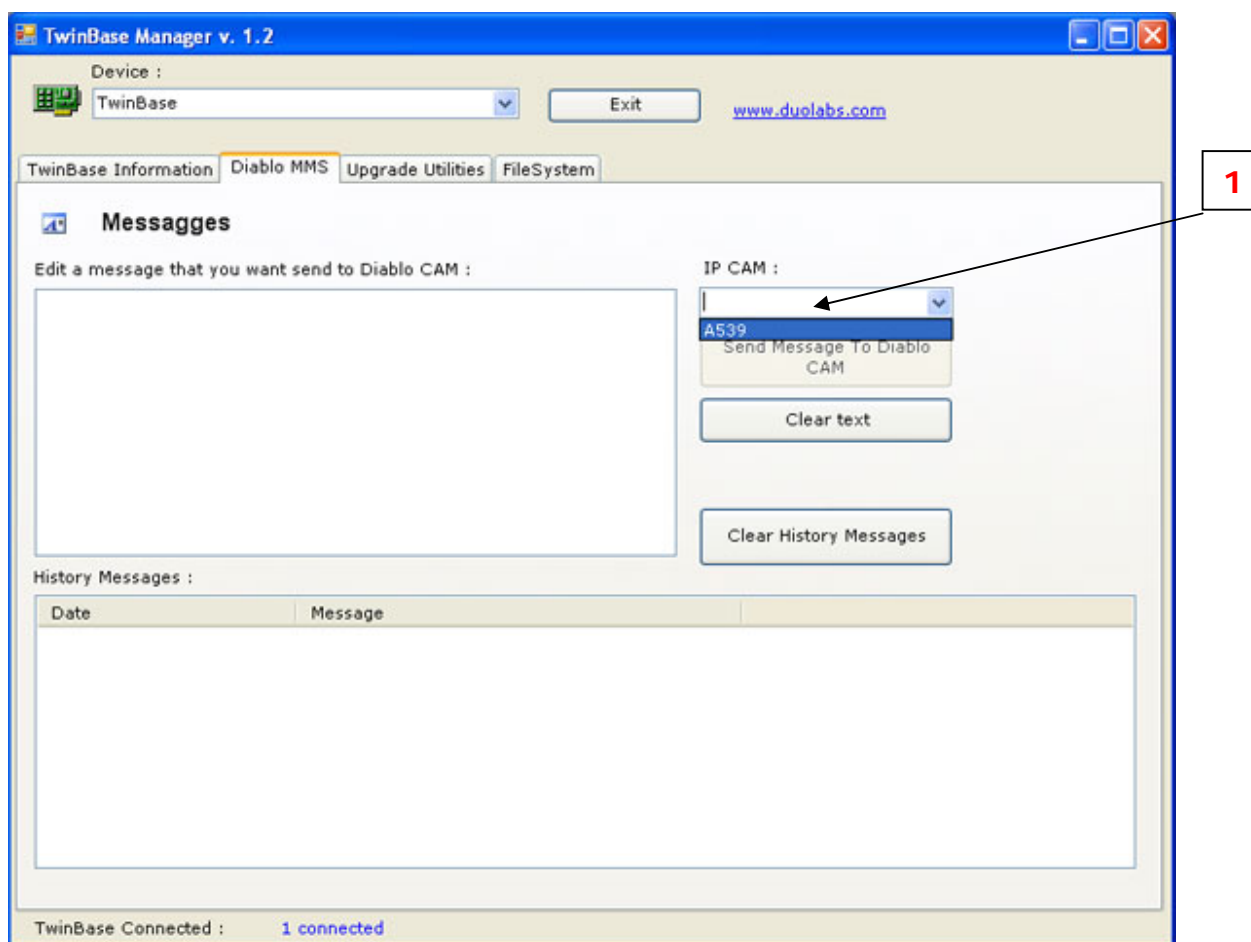 TwinBase Manager v. 1.2
Device :
TwinBase
Exit
www.duolabs.com
TwinBase Information
Diablo MMS
Upgrade Utilities
FileSystem
1
Messagges
Edit a message that you want send to Diablo CAM :
IP CAM :
A539
Send Message To Diablo
CAM
Clear text
Clear History Messages
History Messages :
Date
Message
TwinBase Connected :
1 connected